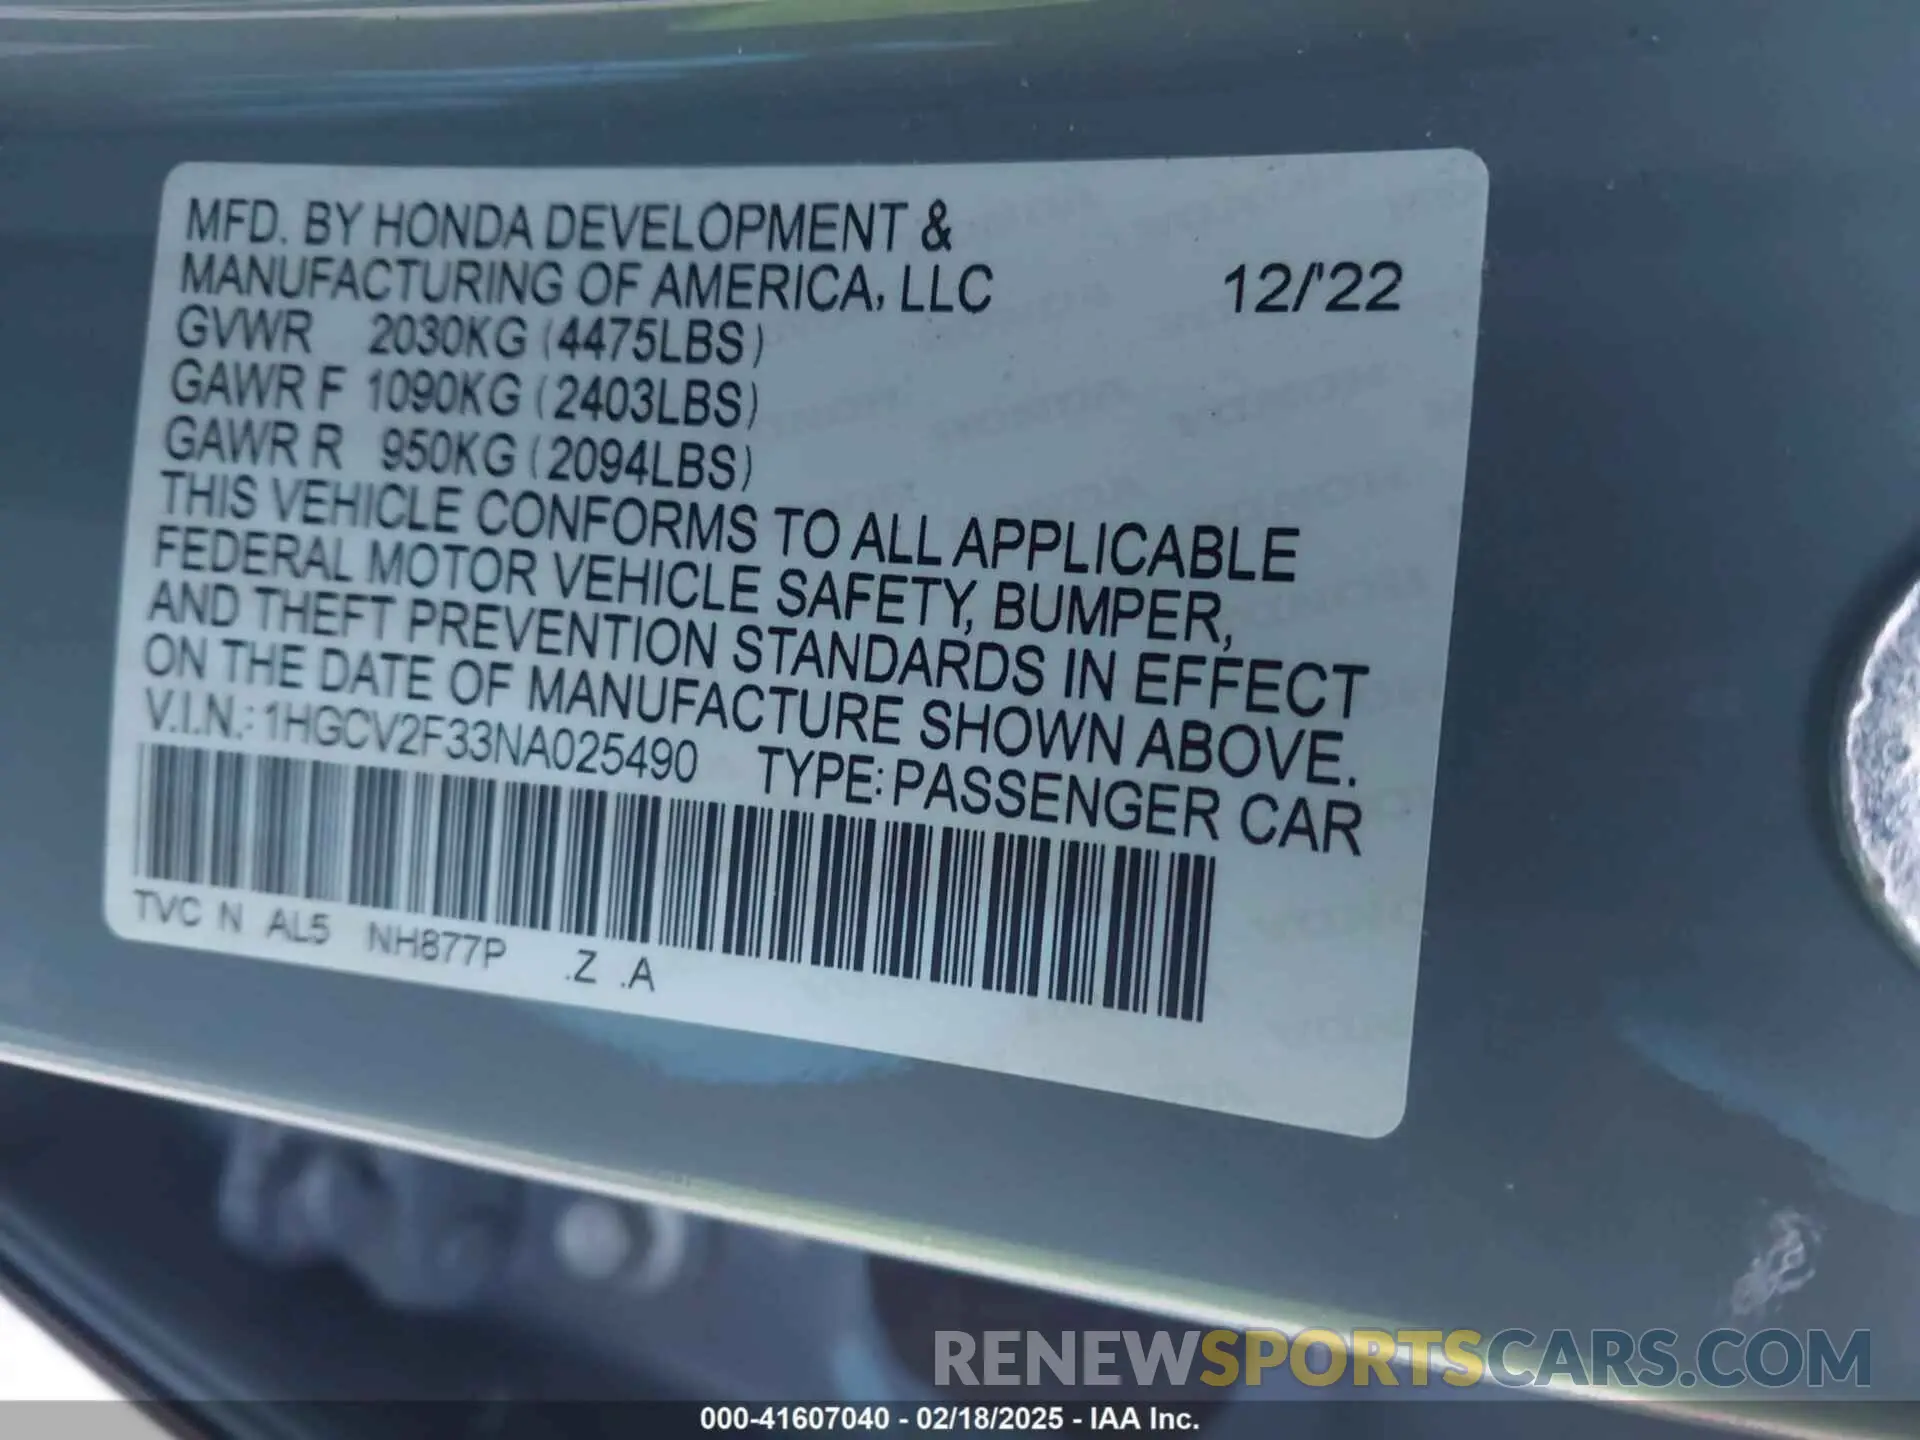 MFD. BY HONDA DEVELOPMENT &
MANUFACTURING OF AMERICA, LLC 12/'22
GVWR 2030KG (4475LBS)
GAWR F 1090KG (2403LBS)
GAWR R 950KG (2094LBS)
THIS VEHICLE CONFORMS TO ALL APPLICABLE
FEDERAL MOTOR VEHICLE SAFETY, BUMPER,
AND THEFT PREVENTION STANDARDS IN EFFECT
ON THE DATE OF MANUFACTURE SHOWN ABOVE.
V.I.N.: 1HGCV2F33NA025490 TYPE: PASSENGER CAR
TVC N AL5 NH877P .Z .A
RENEWSPORTSCARS.COM
000-41607040 - 02/18/2025 - IAA Inc.